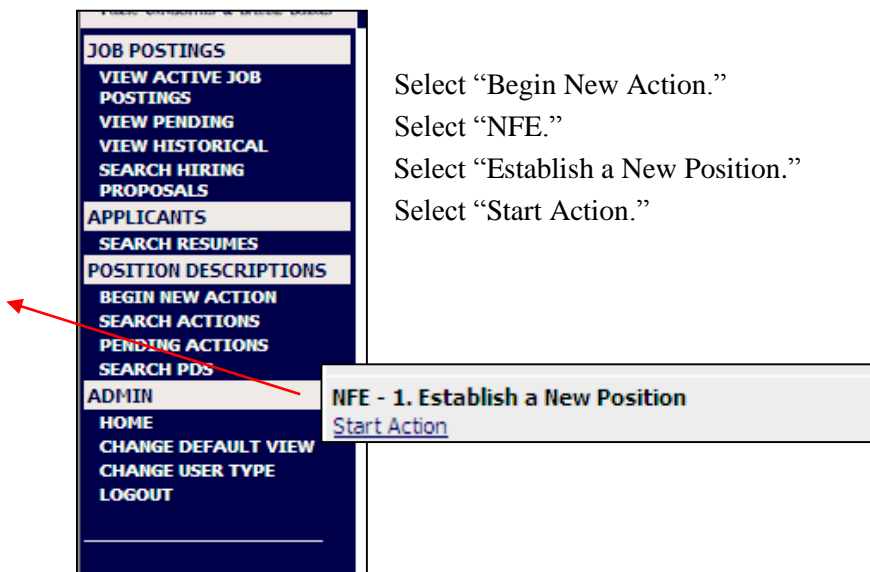 JOB POSTINGS
VIEW ACTIVE JOB
POSTINGS
VIEW PENDING
VIEW HISTORICAL
SEARCH HIRING
PROPOSALS
APPLICANTS
SEARCH RESUMES
POSITION DESCRIPTIONS
BEGIN NEW ACTION
SEARCH ACTIONS
PENDING ACTIONS
SEARCH PDS
ADMIN
HOME
CHANGE DEFAULT VIEW
CHANGE USER TYPE
LOGOUT
Select “Begin New Action.”
Select “NFE.”
Select “Establish a New Position.”
Select “Start Action.”
NFE - 1. Establish a New Position
Start Action